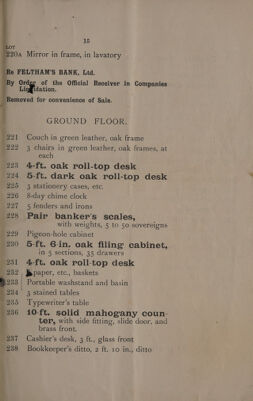 15
LOT
220A Mirror in frame, in lavatory
Re FELTHAM'S BANK, Ltd.
By Order of the Official Receiver in Companies
Liquidation.
Removed for convenience of Sale.
GROUND FLOOR.
221 Couch in green leather, oak frame
222 3 chairs in green leather, oak frames, at
each
223 4-ft. oak roll-top desk
224 5-ft. dark oak roll-top desk
225 3 stationery cases, etc.
226 8-day chime clock
227 5 fenders and irons
228 Pair banker's scales,
with weights, 5 to 50 sovereigns
229 Pigeon-hole cabinet
230 5-ft. 6-in. oak filing cabinet,
in 5 sections, 35 drawers
231 4-ft. oak roll-top desk
232 paper, etc., baskets
233 Portable washstand and basin
234 3 stained tables
235 Typewriter's table
236 10-ft. solid mahogany coun-
ter, with side fitting, slide door, and
brass front.
237 Cashier's desk, 3 ft., glass front
238 Bookkeeper's ditto, 2 ft. 10 in., ditto